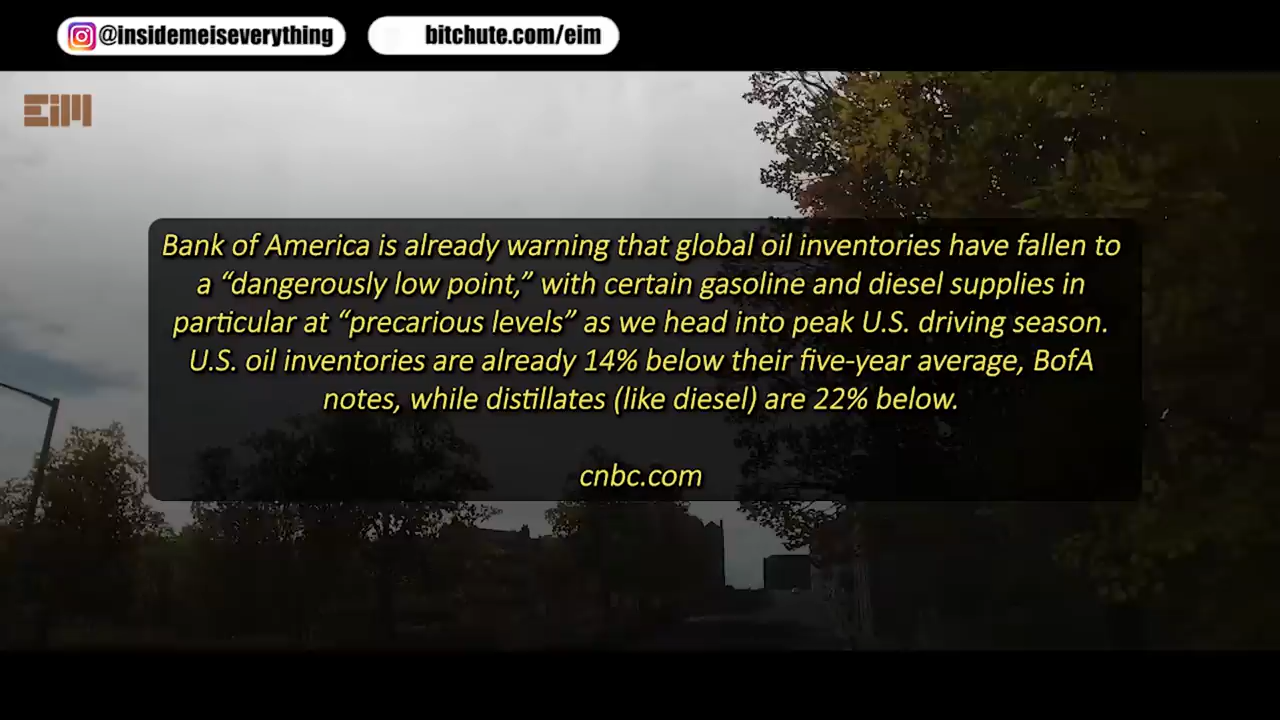 @insidemeiseverything
bitchute.com/eim
EiM
Bank of America is already warning that global oil inventories have fallen to
a “dangerously low point,” with certain gasoline and diesel supplies in
particular at “precarious levels” as we head into peak U.S. driving season.
U.S. oil inventories are already 14% below their five-year average, BofA
notes, while distillates (like diesel) are 22% below.
cnbc.com